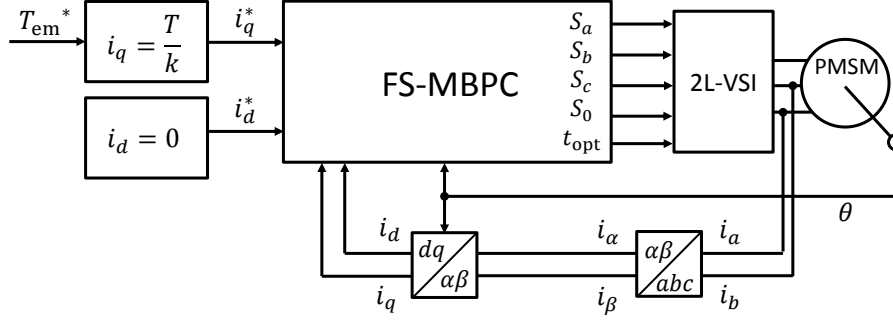 T_em*
i_q = T/k
i_q^*
i_d = 0
i_d^*
FS-MBPC
S_a
S_b
S_c
S_0
t_opt
2L-VSI
PMSM
θ
i_d
i_q
dq
αβ
i_α
i_β
αβ
abc
i_a
i_b